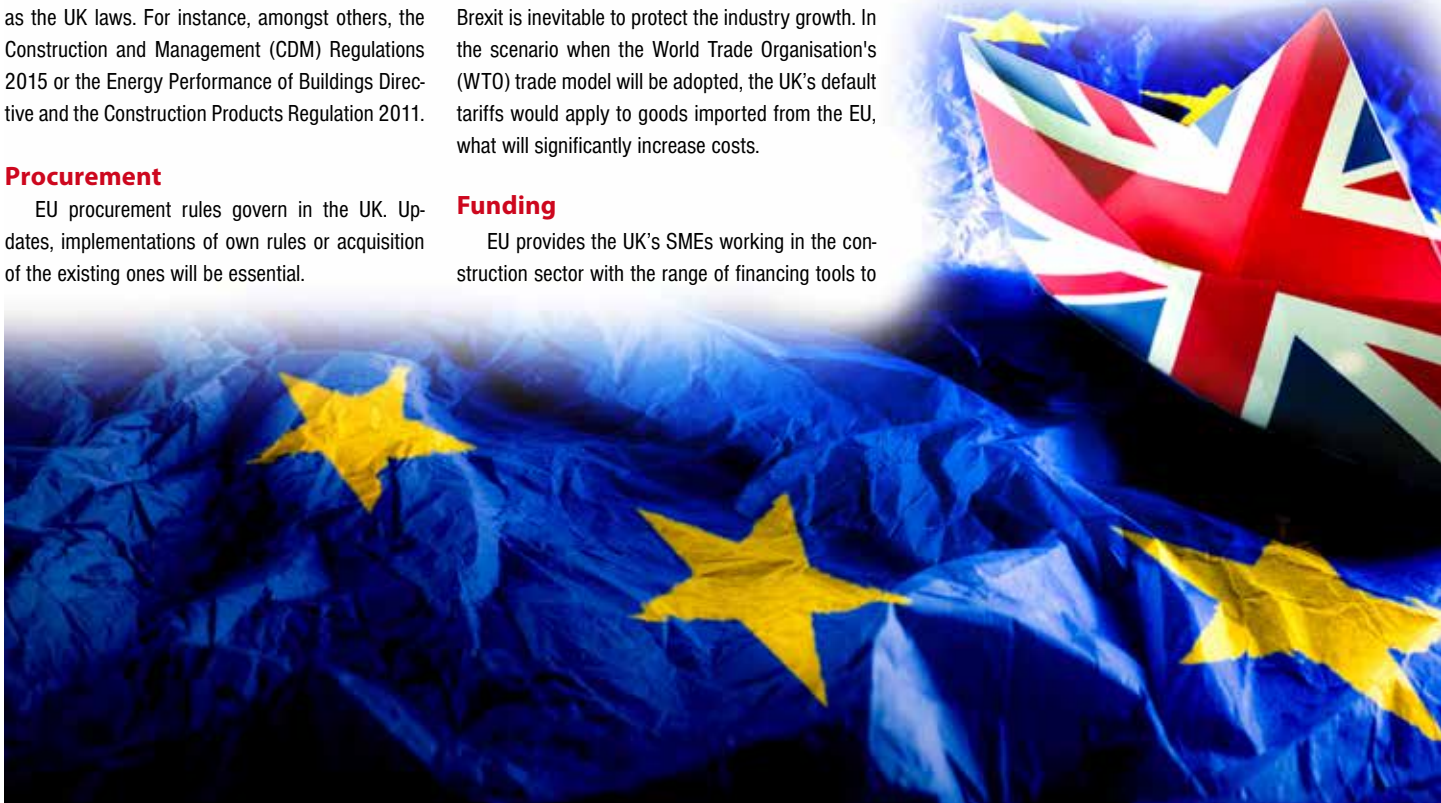 as the UK laws. For instance, amongst others, the
Construction and Management (CDM) Regulations
2015 or the Energy Performance of Buildings Direc-
tive and the Construction Products Regulation 2011.
Procurement
EU procurement rules govern in the UK. Up-
dates, implementations of own rules or acquisition
of the existing ones will be essential.
Brexit is inevitable to protect the industry growth. In
the scenario when the World Trade Organisation's
(WTO) trade model will be adopted, the UK’s default
tariffs would apply to goods imported from the EU,
what will significantly increase costs.
Funding
EU provides the UK’s SMEs working in the con-
struction sector with the range of financing tools to